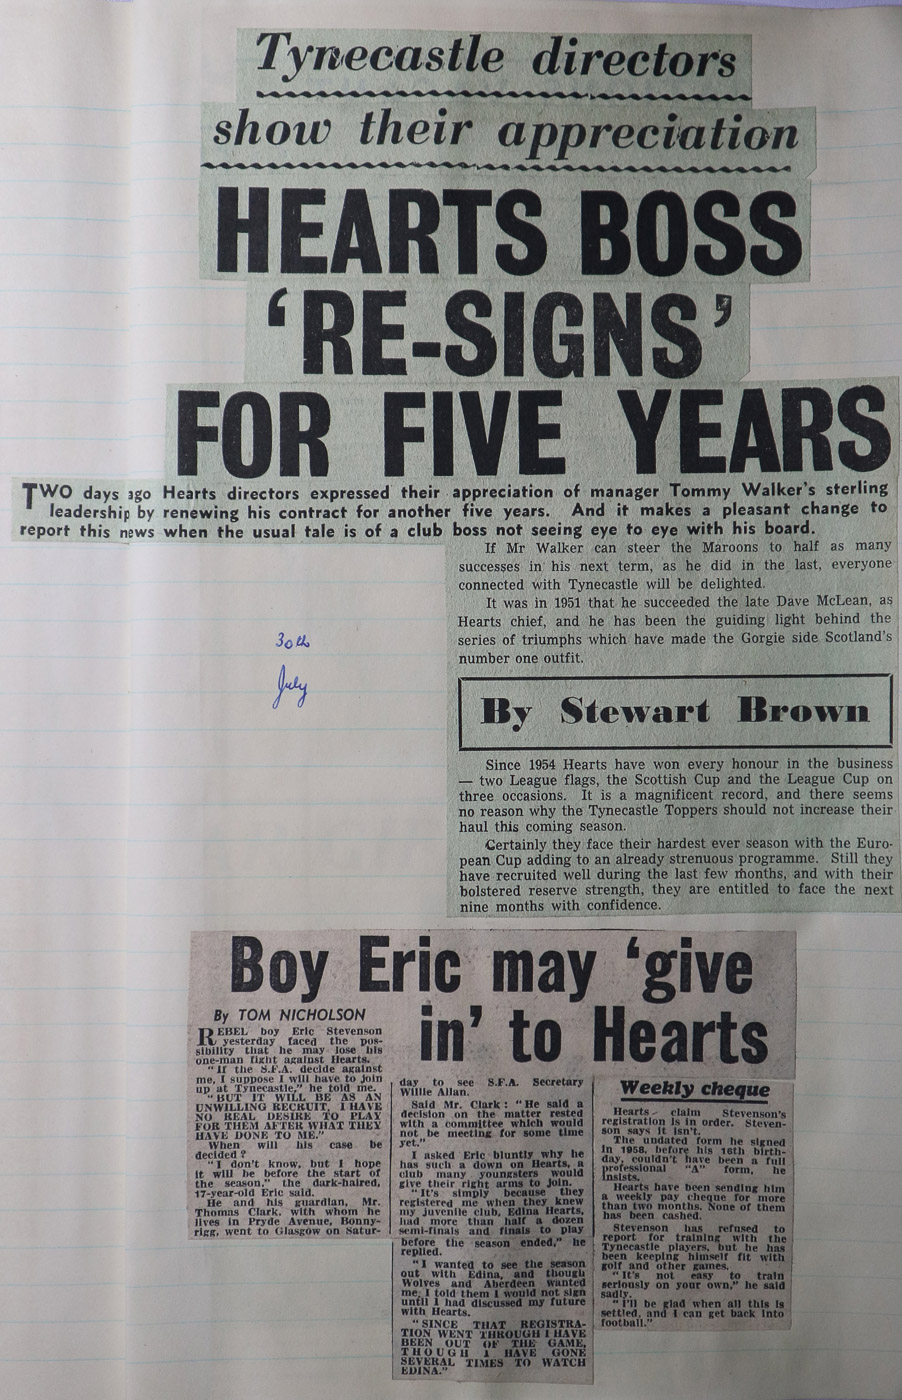 Tynecastle directors
show their appreciation
HEARTS BOSS
‘RE-SIGNS’
FOR FIVE YEARS
TWO days ago Hearts directors expressed their appreciation of manager Tommy Walker's sterling
leadership by renewing his contract for another five years. And it makes a pleasant change to
report this news when the usual tale is of a club boss not seeing eye to eye with his board.
If Mr Walker can steer the Maroons to half as many
successes in his next term, as he did in the last, everyone
connected with Tynecastle will be delighted.
It was in 1951 that he succeeded the late Dave McLean, as
Hearts chief, and he has been the guiding light behind the
series of triumphs which have made the Gorgie side Scotland's
number one outfit.
30th
July
By Stewart Brown
Since 1954 Hearts have won every honour in the business
— two League flags, the Scottish Cup and the League Cup on
three occasions. It is a magnificent record, and there seems
no reason why the Tynecastle Toppers should not increase their
haul this coming season.
Certainly they face their hardest ever season with the Euro-
pean Cup adding to an already strenuous programme. Still they
have recruited well during the last few months, and with their
bolstered reserve strength, they are entitled to face the next
nine months with confidence.
Boy Eric may ‘give
in’ to Hearts
By TOM NICHOLSON
REBEL boy Eric Stevenson
yesterday faced the pos-
sibility that he may lose his
one-man fight against Hearts.
"If the S.F.A. decide against
me, I suppose I will have to join
up at Tynecastle," he told me.
"BUT IT WILL BE AS AN
UNWILLING RECRUIT. I HAVE
NO REAL DESIRE TO PLAY
FOR THEM AFTER WHAT THEY
HAVE DONE TO ME."
When will his case be
decided?
"I don't know, but I hope
it will be before the start of
the season," the dark-haired,
17-year-old Eric said.
He and his guardian, Mr.
Thomas Clark, with whom he
lives in Pryde Avenue, Bonny-
rigg, went to Glasgow on Satur-
day to see S.F.A. Secretary
Willie Allan.
Said Mr. Clark: "He said a
decision on the matter rested
with a committee which would
not be meeting for some time
yet."
I asked Eric bluntly why he
has such a down on Hearts, a
club many youngsters would
give their right arms to join.
"It's simply because they
registered me when they knew
my juvenile club, Edina Hearts,
had more than half a dozen
semi-finals and finals to play
before the season ended," he
replied.
"I wanted to see the season
out with Edina, and though
Wolves and Aberdeen wanted
me, I told them I would not sign
until I had discussed my future
with Hearts.
"SINCE THAT REGISTRA-
TION WENT THROUGH I HAVE
BEEN OUT OF THE GAME,
THOUGH I HAVE GONE
SEVERAL TIMES TO WATCH
EDINA."
Weekly cheque
Hearts claim Stevenson's
registration is in order. Steven-
son says it isn't.
The undated form he signed
in 1958, before his 16th birth-
day, couldn't have been a full
professional "A" form, he
insists.
Hearts have been sending him
a weekly pay cheque for more
than two months. None of them
has been cashed.
Stevenson has refused to
report for training with the
Tynecastle players, but he has
been keeping himself fit with
golf and other games.
"It's not easy to train
seriously on your own," he said
sadly.
"I'll be glad when all this is
settled, and I can get back into
football."